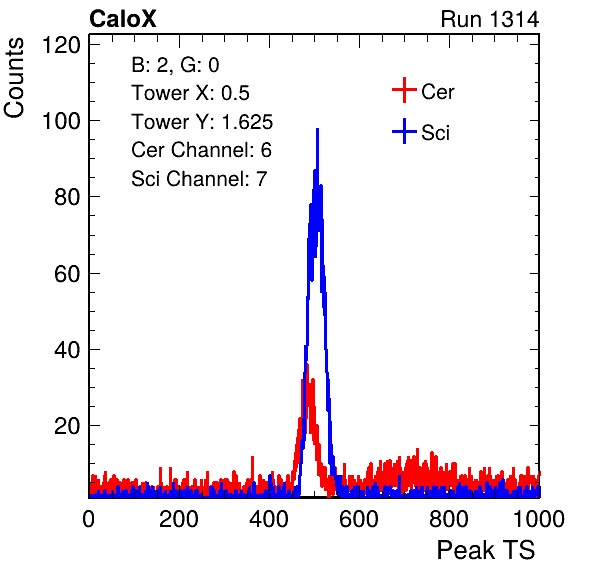 CaloX Run 1314
Counts
120
100
80
60
40
20
B: 2, G: 0
Tower X: 0.5
Tower Y: 1.625
Cer Channel: 6
Sci Channel: 7
Cer
Sci
0 200 400 600 800 1000
Peak TS